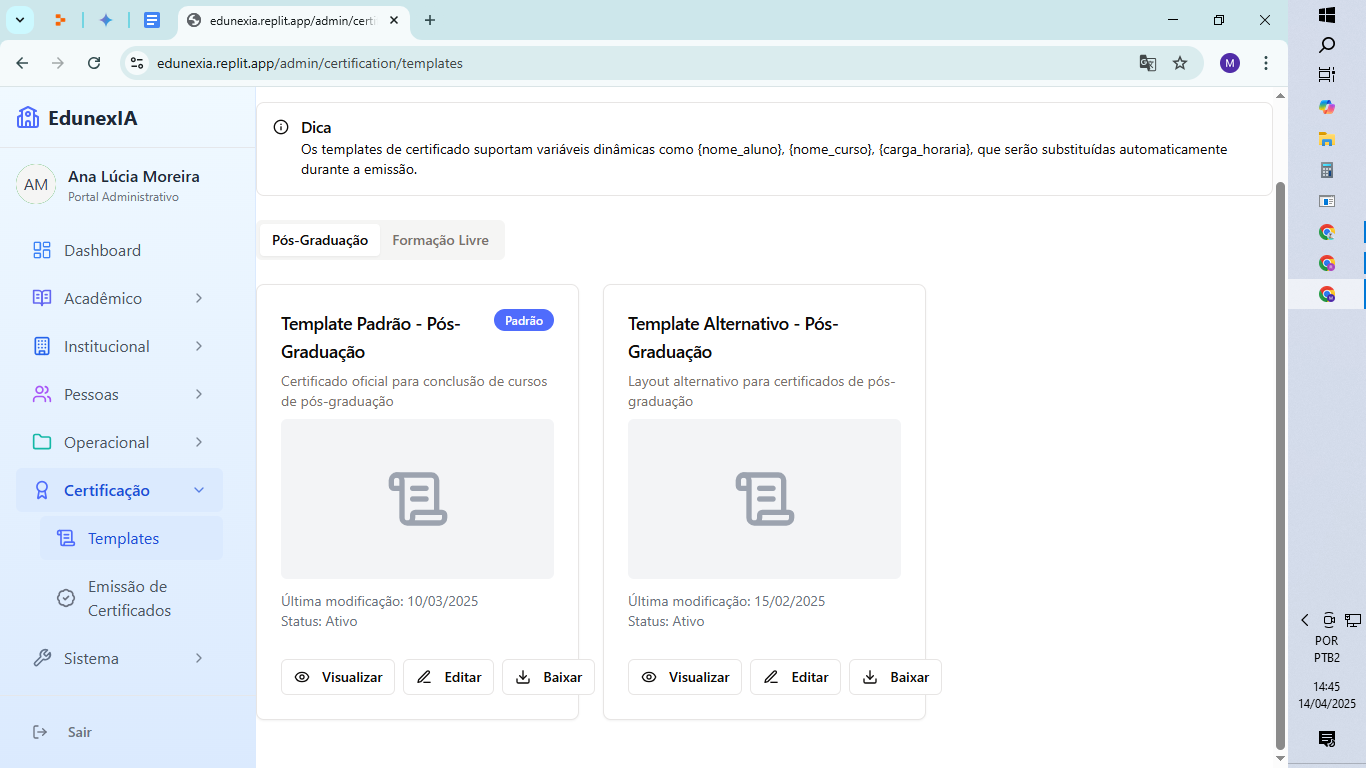 edunexia.replit.app/admin/certi
edunexia.replit.app/admin/certification/templates
M
EdunexIA
AM
Ana Lúcia Moreira
Portal Administrativo
Dashboard
Acadêmico
Institucional
Pessoas
Operacional
Certificação
Templates
Emissão de
Certificados
Sistema
Sair
Dica
Os templates de certificado suportam variáveis dinâmicas como {nome_aluno}, {nome_curso}, {carga_horaria}, que serão substituídas automaticamente
durante a emissão.
Pós-Graduação
Formação Livre
Template Padrão - Pós-
Graduação
Padrão
Certificado oficial para conclusão de cursos
de pós-graduação
Última modificação: 10/03/2025
Status: Ativo
Visualizar
Editar
Baixar
Template Alternativo - Pós-
Graduação
Layout alternativo para certificados de pós-
graduação
Última modificação: 15/02/2025
Status: Ativo
Visualizar
Editar
Baixar
POR
PTB2
14:45
14/04/2025